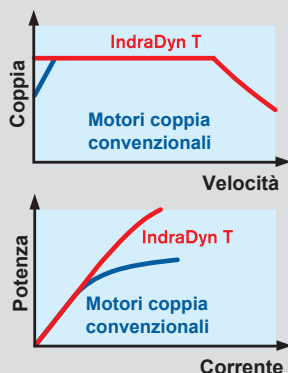 Coppia
IndraDyn T
Motori coppia
convenzionali
Velocità
Potenza
IndraDyn T
Motori coppia
convenzionali
Corrente